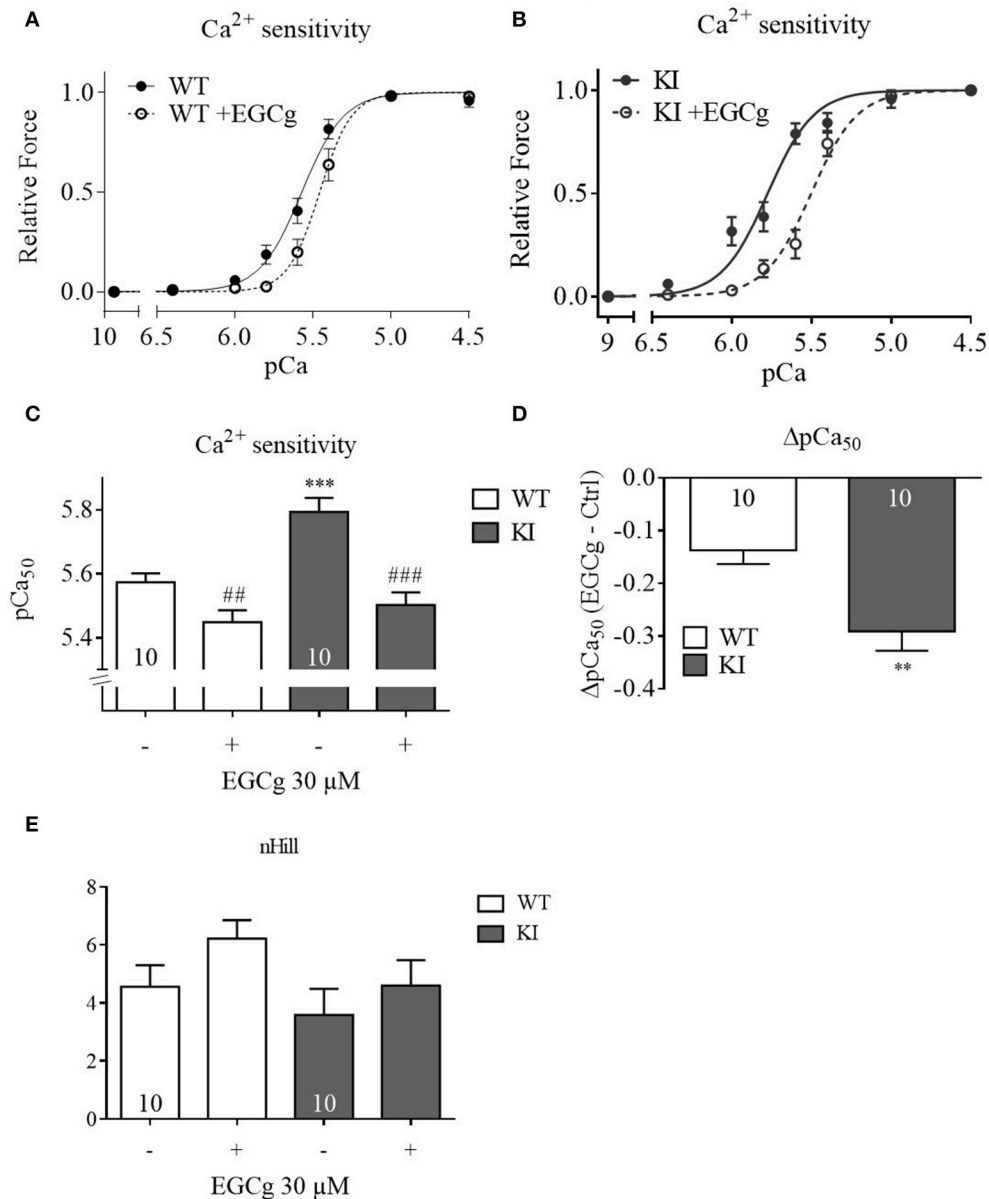 A
Ca2+ sensitivity
WT
WT +EGCg
Relative Force
1.0
0.5
0.0
10 6.5 6.0 5.5 5.0 4.5
pCa
B
Ca2+ sensitivity
KI
KI +EGCg
Relative Force
1.0
0.5
0.0
9 6.5 6.0 5.5 5.0 4.5
pCa
C
Ca2+ sensitivity
pCa50
5.8
5.6
5.4
***
##
###
10
10
WT
KI
- + - +
EGCg 30 µM
D
ΔpCa50
ΔpCa50 (EGCg - Ctrl)
0.0
-0.1
-0.2
-0.3
-0.4
10
10
WT
KI
**
E
nHill
8
6
4
2
0
10
10
WT
KI
- + - +
EGCg 30 µM